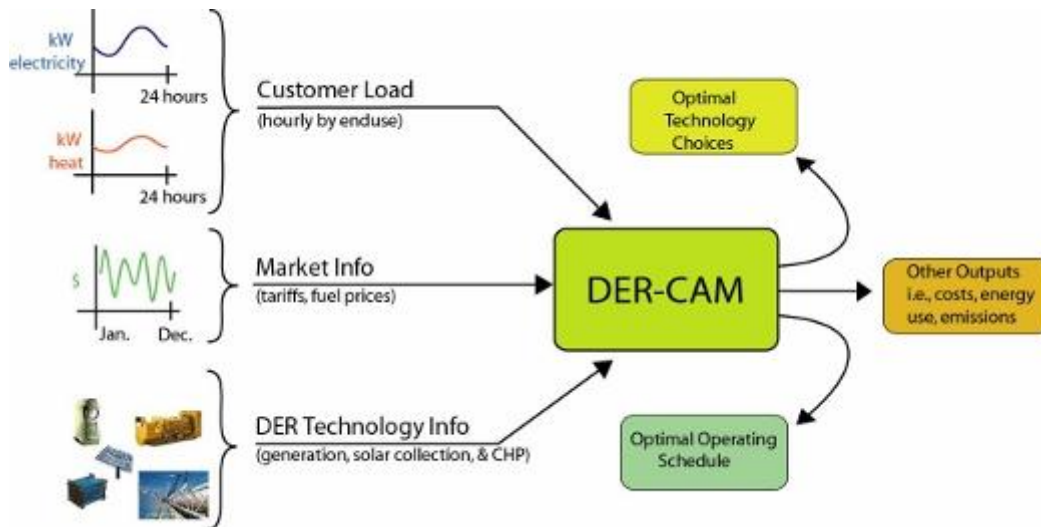 kW
electricity
24 hours
kW
heat
24 hours
Customer Load
(hourly by enduse)
$
Jan. Dec.
Market Info
(tariffs, fuel prices)
DER Technology Info
(generation, solar collection, & CHP)
DER-CAM
Optimal
Technology
Choices
Other Outputs
i.e., costs, energy
use, emissions
Optimal Operating
Schedule